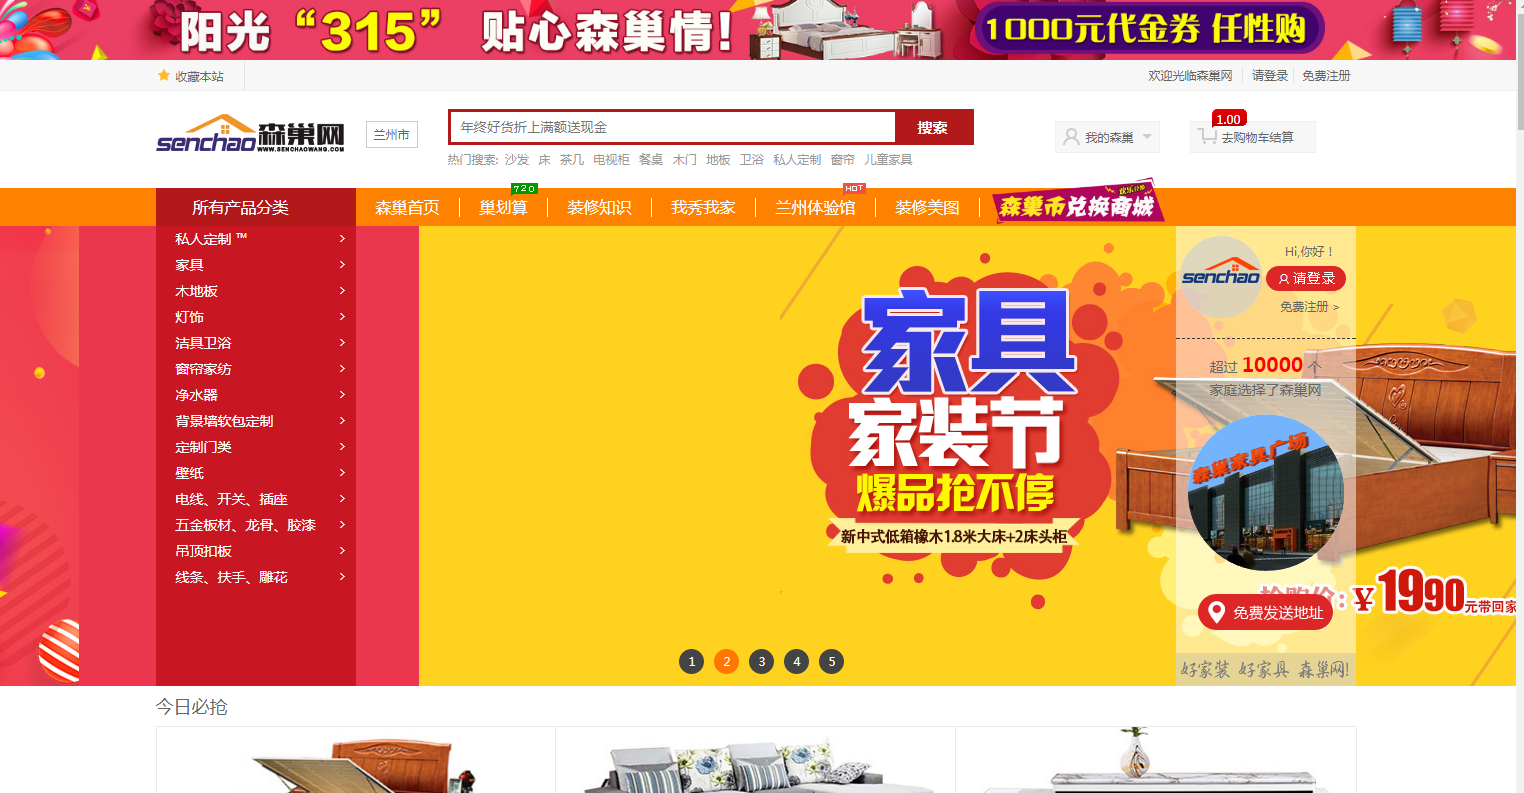 阳光“315” 贴心森巢情! 1000元代金券 任性购
收藏本站 欢迎光临森巢网 请登录 免费注册
senchao 森巢网 WWW.SENCHAOWANG.COM
兰州市
年终好货折上满额送现金 搜索
1.00
我的森巢 去购物车结算
热门搜索: 沙发 床 茶几 电视柜 餐桌 木门 地板 卫浴 私人定制 窗帘 儿童家具
720 HOT
所有产品分类 森巢首页 巢划算 装修知识 我秀我家 兰州体验馆 装修美图 森巢币兑换商城
私人定制 ™ >
家具 >
木地板 >
灯饰 >
洁具卫浴 >
窗帘家纺 >
净水器 >
背景墙软包定制 >
定制门类 >
壁纸 >
电线、开关、插座 >
五金板材、龙骨、胶漆 >
吊顶扣板 >
线条、扶手、雕花 >
家具
家装节
爆品抢不停
新中式低箱橡木1.8米大床+2床头柜
抢购价:¥1990元带回家
senchao
Hi,你好！
请登录
免费注册 >
超过 10000 个
家庭选择了森巢网
森巢家具广场
免费发送地址
好家装 好家具 森巢网!
1 2 3 4 5
今日必抢